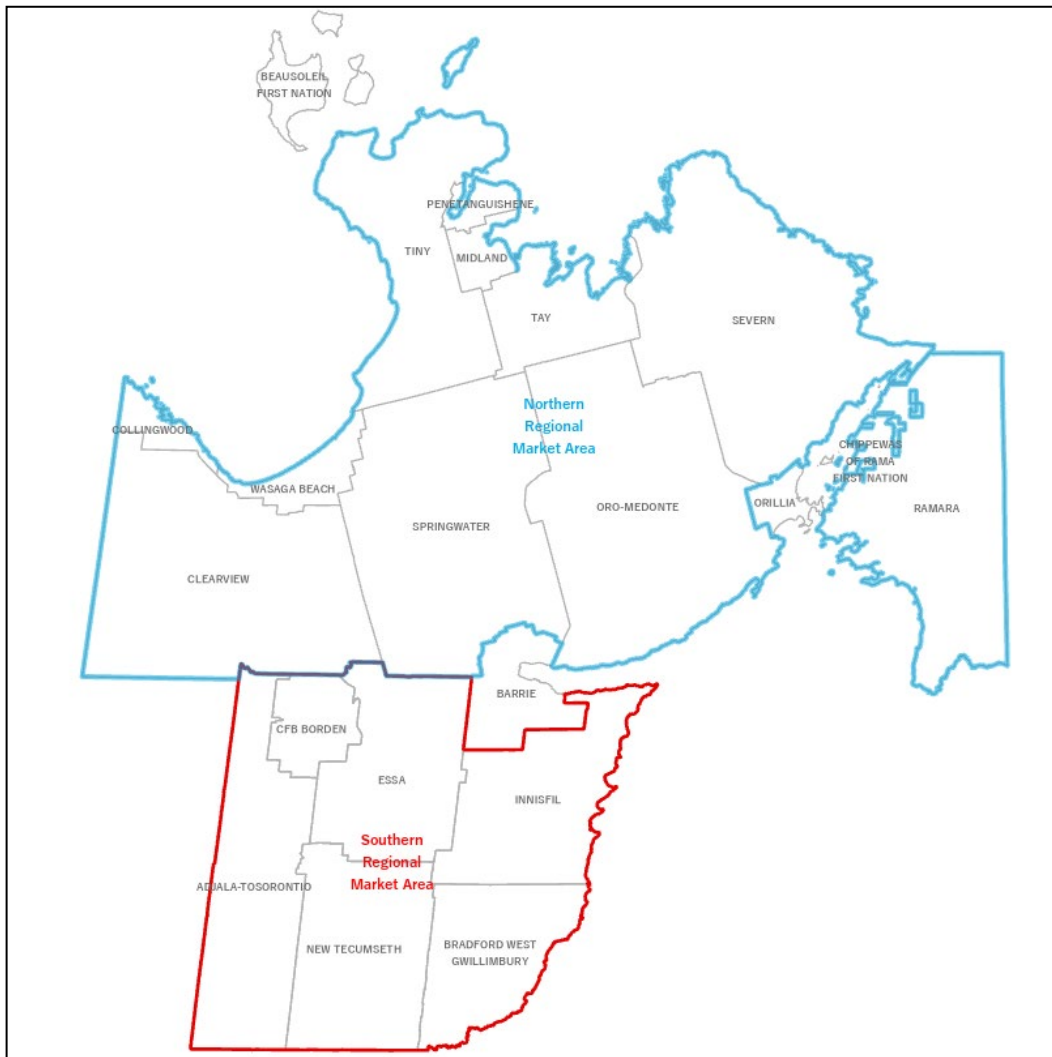 BEAUSOLEIL
FIRST NATION
PENETANGUISHENE
TINY
MIDLAND
TAY
SEVERN
Northern
Regional
Market Area
COLLINGWOOD
CHIPPEWAS
OF RAMA
FIRST NATION
WASAGA BEACH
ORILLIA
ORO-MEDONTE
RAMARA
SPRINGWATER
CLEARVIEW
BARRIE
CFB BORDEN
ESSA
INNISFIL
Southern
Regional
Market Area
ADJALA-TOSORONTIO
NEW TECUMSETH
BRADFORD WEST
GWILLIMBURY